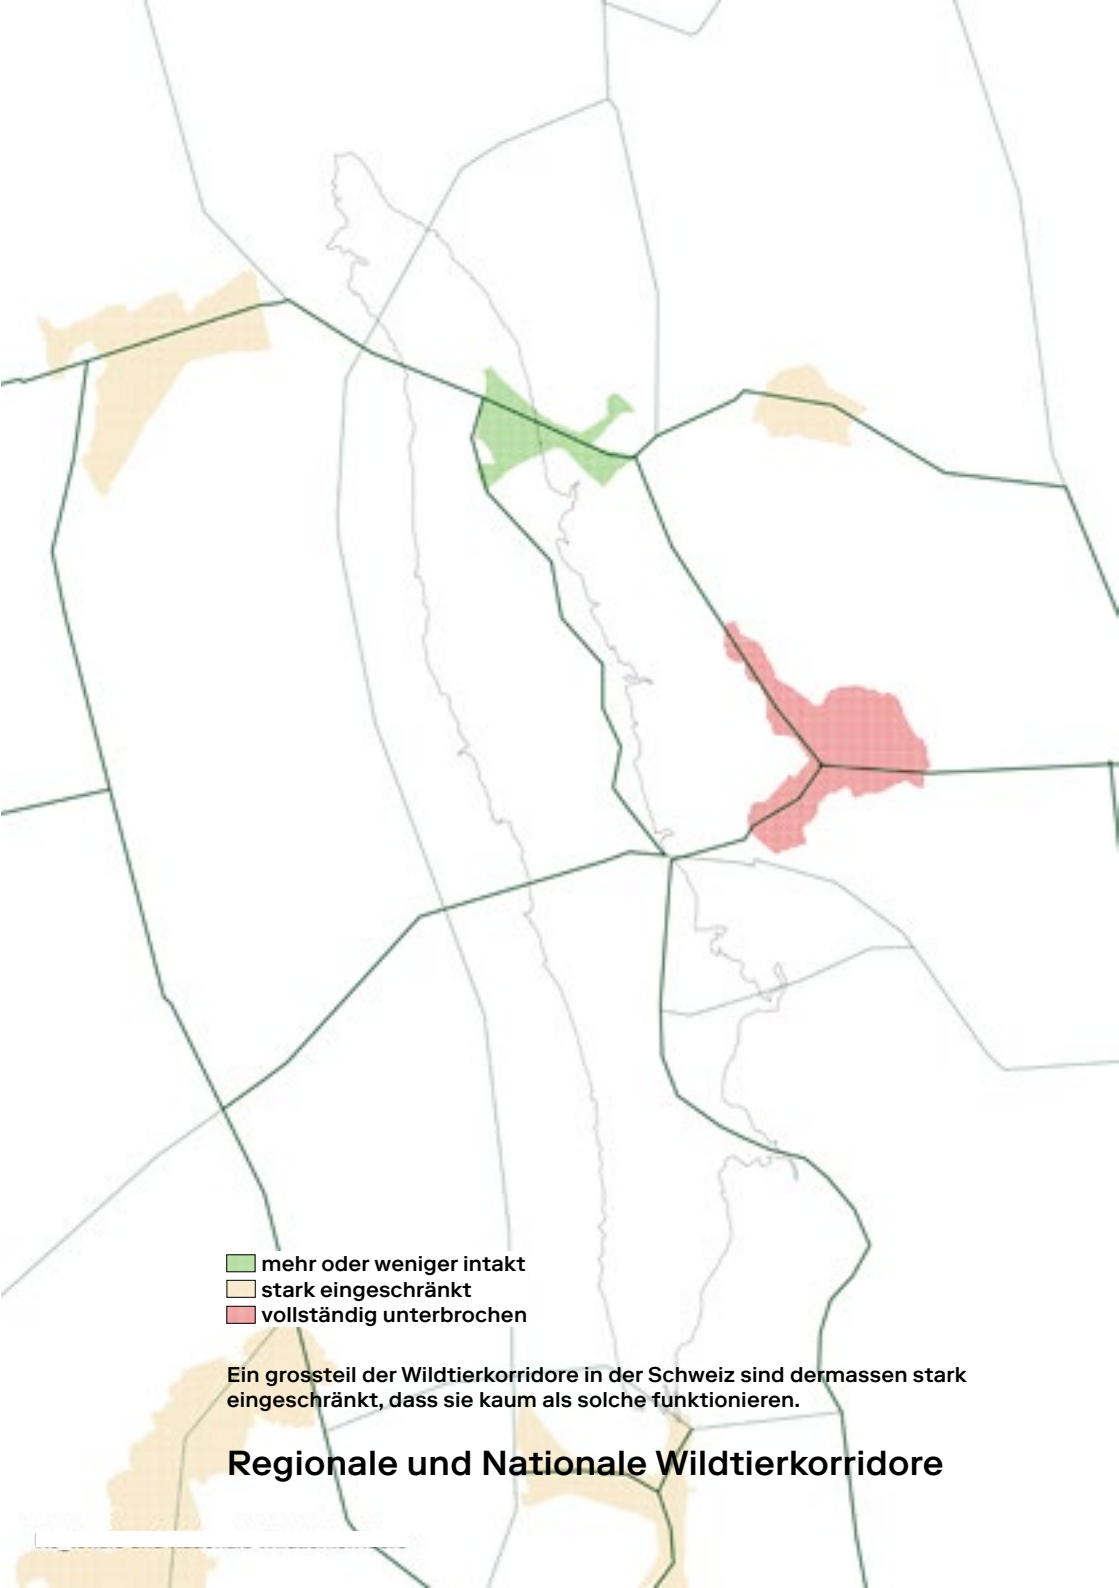 mehr oder weniger intakt
stark eingeschränkt
vollständig unterbrochen
Ein grossteil der Wildtierkorridore in der Schweiz sind dermassen stark
eingeschränkt, dass sie kaum als solche funktionieren.
Regionale und Nationale Wildtierkorridore